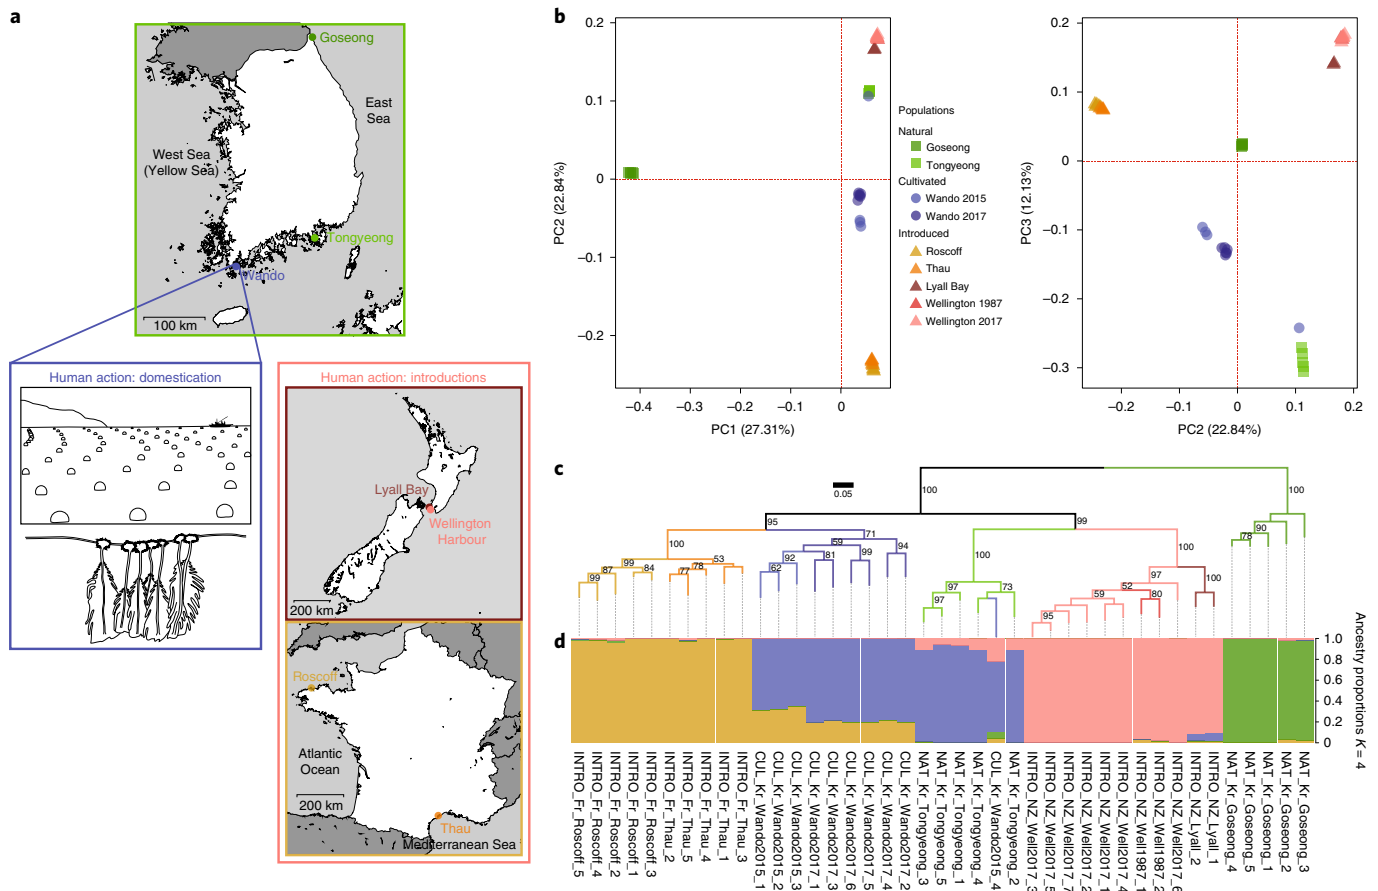 a
Goseong
East
Sea
West Sea
(Yellow Sea)
Tongyeong
Wando
100 km
Human action: domestication
Human action: introductions
Lyall Bay
Wellington
Harbour
200 km
Roscoff
Atlantic
Ocean
200 km
Thau
Mediterranean Sea
b
0.2
0.1
0
−0.1
−0.2
PC2 (22.84%)
−0.4
−0.3
−0.2
−0.1
0
PC1 (27.31%)
Populations
Natural
Goseong
Tongyeong
Cultivated
Wando 2015
Wando 2017
Introduced
Roscoff
Thau
Lyall Bay
Wellington 1987
Wellington 2017
0.2
0.1
0
−0.1
−0.2
−0.3
PC3 (12.13%)
−0.2
−0.1
0
0.1
0.2
PC2 (22.84%)
c
0.05
100
100
95
99
100
71
59
94
92
81
99
62
99
87
84
99
53
78
77
100
97
73
97
100
97
52
100
59
80
95
90
78
d
1.0
0.8
0.6
0.4
0.2
0
Ancestry proportions K = 4
INTRO_Fr_Roscoff_5
INTRO_Fr_Roscoff_4
INTRO_Fr_Roscoff_2
INTRO_Fr_Roscoff_1
INTRO_Fr_Roscoff_3
INTRO_Fr_Thau_2
INTRO_Fr_Thau_5
INTRO_Fr_Thau_4
INTRO_Fr_Thau_1
INTRO_Fr_Thau_3
CUL_Kr_Wando2015_1
CUL_Kr_Wando2015_2
CUL_Kr_Wando2015_3
CUL_Kr_Wando2017_1
CUL_Kr_Wando2017_3
CUL_Kr_Wando2017_6
CUL_Kr_Wando2017_5
CUL_Kr_Wando2017_4
CUL_Kr_Wando2017_2
NAT_Kr_Tongyeong_3
NAT_Kr_Tongyeong_5
NAT_Kr_Tongyeong_1
NAT_Kr_Tongyeong_4
CUL_Kr_Wando2015_4
NAT_Kr_Tongyeong_2
INTRO_NZ_Well2017_3
INTRO_NZ_Well2017_5
INTRO_NZ_Well2017_7
INTRO_NZ_Well2017_2
INTRO_NZ_Well2017_1
INTRO_NZ_Well2017_4
INTRO_NZ_Well1987_1
INTRO_NZ_Well1987_2
INTRO_NZ_Well2017_6
INTRO_NZ_Lyall_2
INTRO_NZ_Lyall_1
NAT_Kr_Goseong_4
NAT_Kr_Goseong_5
NAT_Kr_Goseong_1
NAT_Kr_Goseong_2
NAT_Kr_Goseong_3